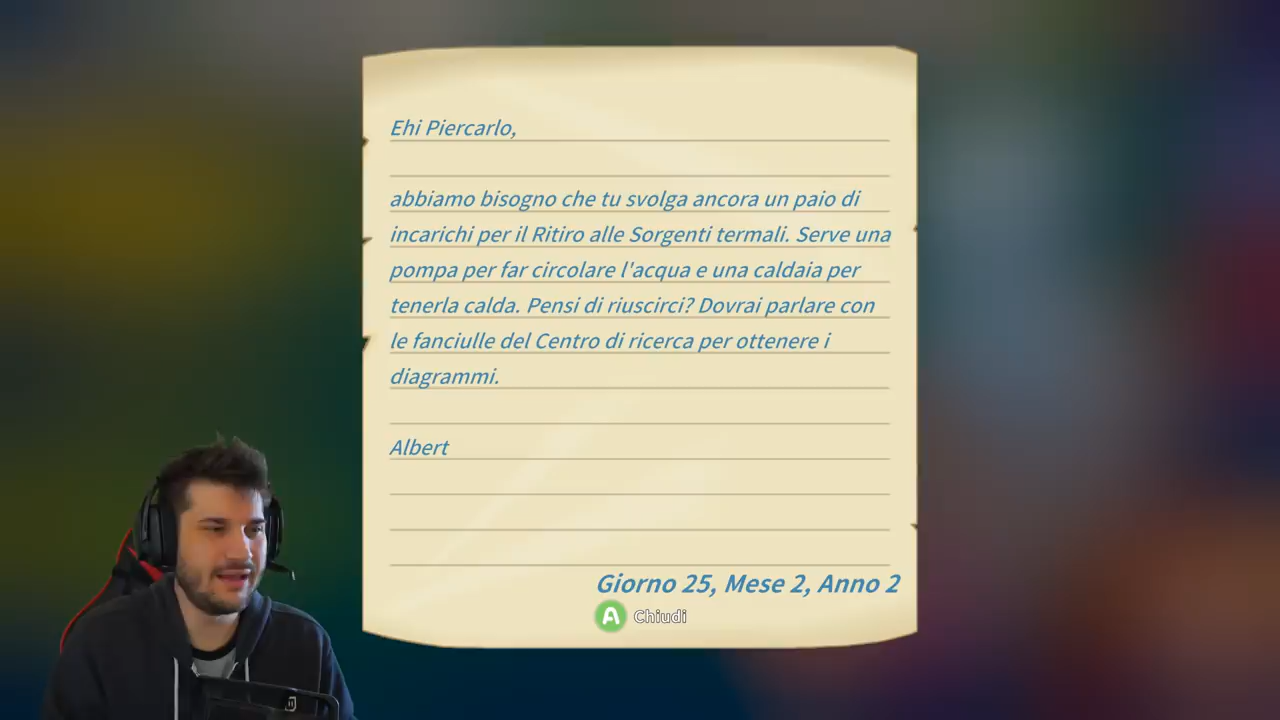 Ehi Piercarlo,
abbiamo bisogno che tu svolga ancora un paio di
incarichi per il Ritiro alle Sorgenti termali. Serve una
pompa per far circolare l'acqua e una caldaia per
tenerla calda. Pensi di riuscirci? Dovrai parlare con
le fanciulle del Centro di ricerca per ottenere i
diagrammi.
Albert
Giorno 25, Mese 2, Anno 2
A Chiudi